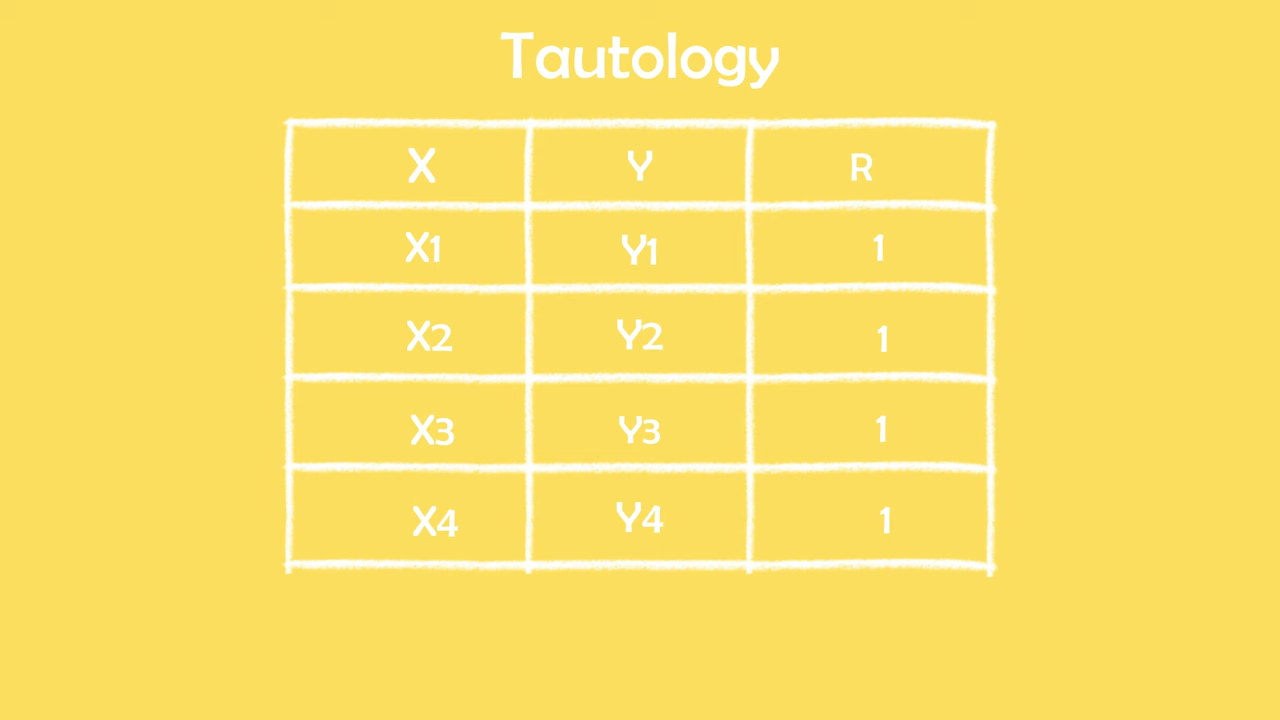 Tautology
X Y R
X1 Y1 1
X2 Y2 1
X3 Y3 1
X4 Y4 1